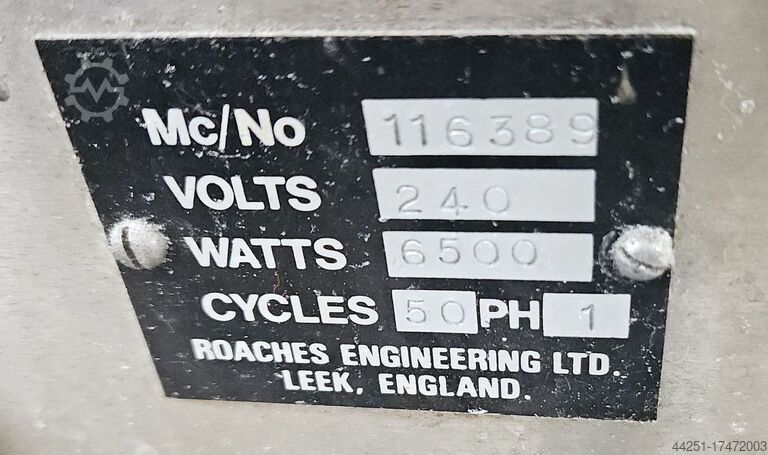 Mc/No 116389
VOLTS 240
WATTS 6500
CYCLES 50 PH 1
ROACHES ENGINEERING LTD.
LEEK, ENGLAND.
44251-17472003